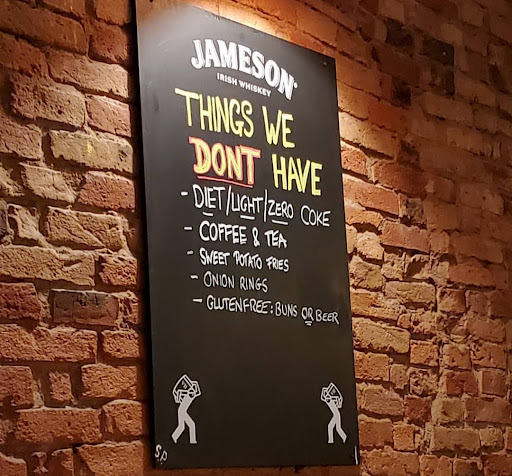 JAMESON
IRISH WHISKEY
THINGS WE
DONT HAVE
- DIET/LIGHT/ZERO COKE
- COFFEE & TEA
- SWEET POTATO FRIES
- ONION RINGS
- GLUTENFREE: BUNS OR BEER
SP